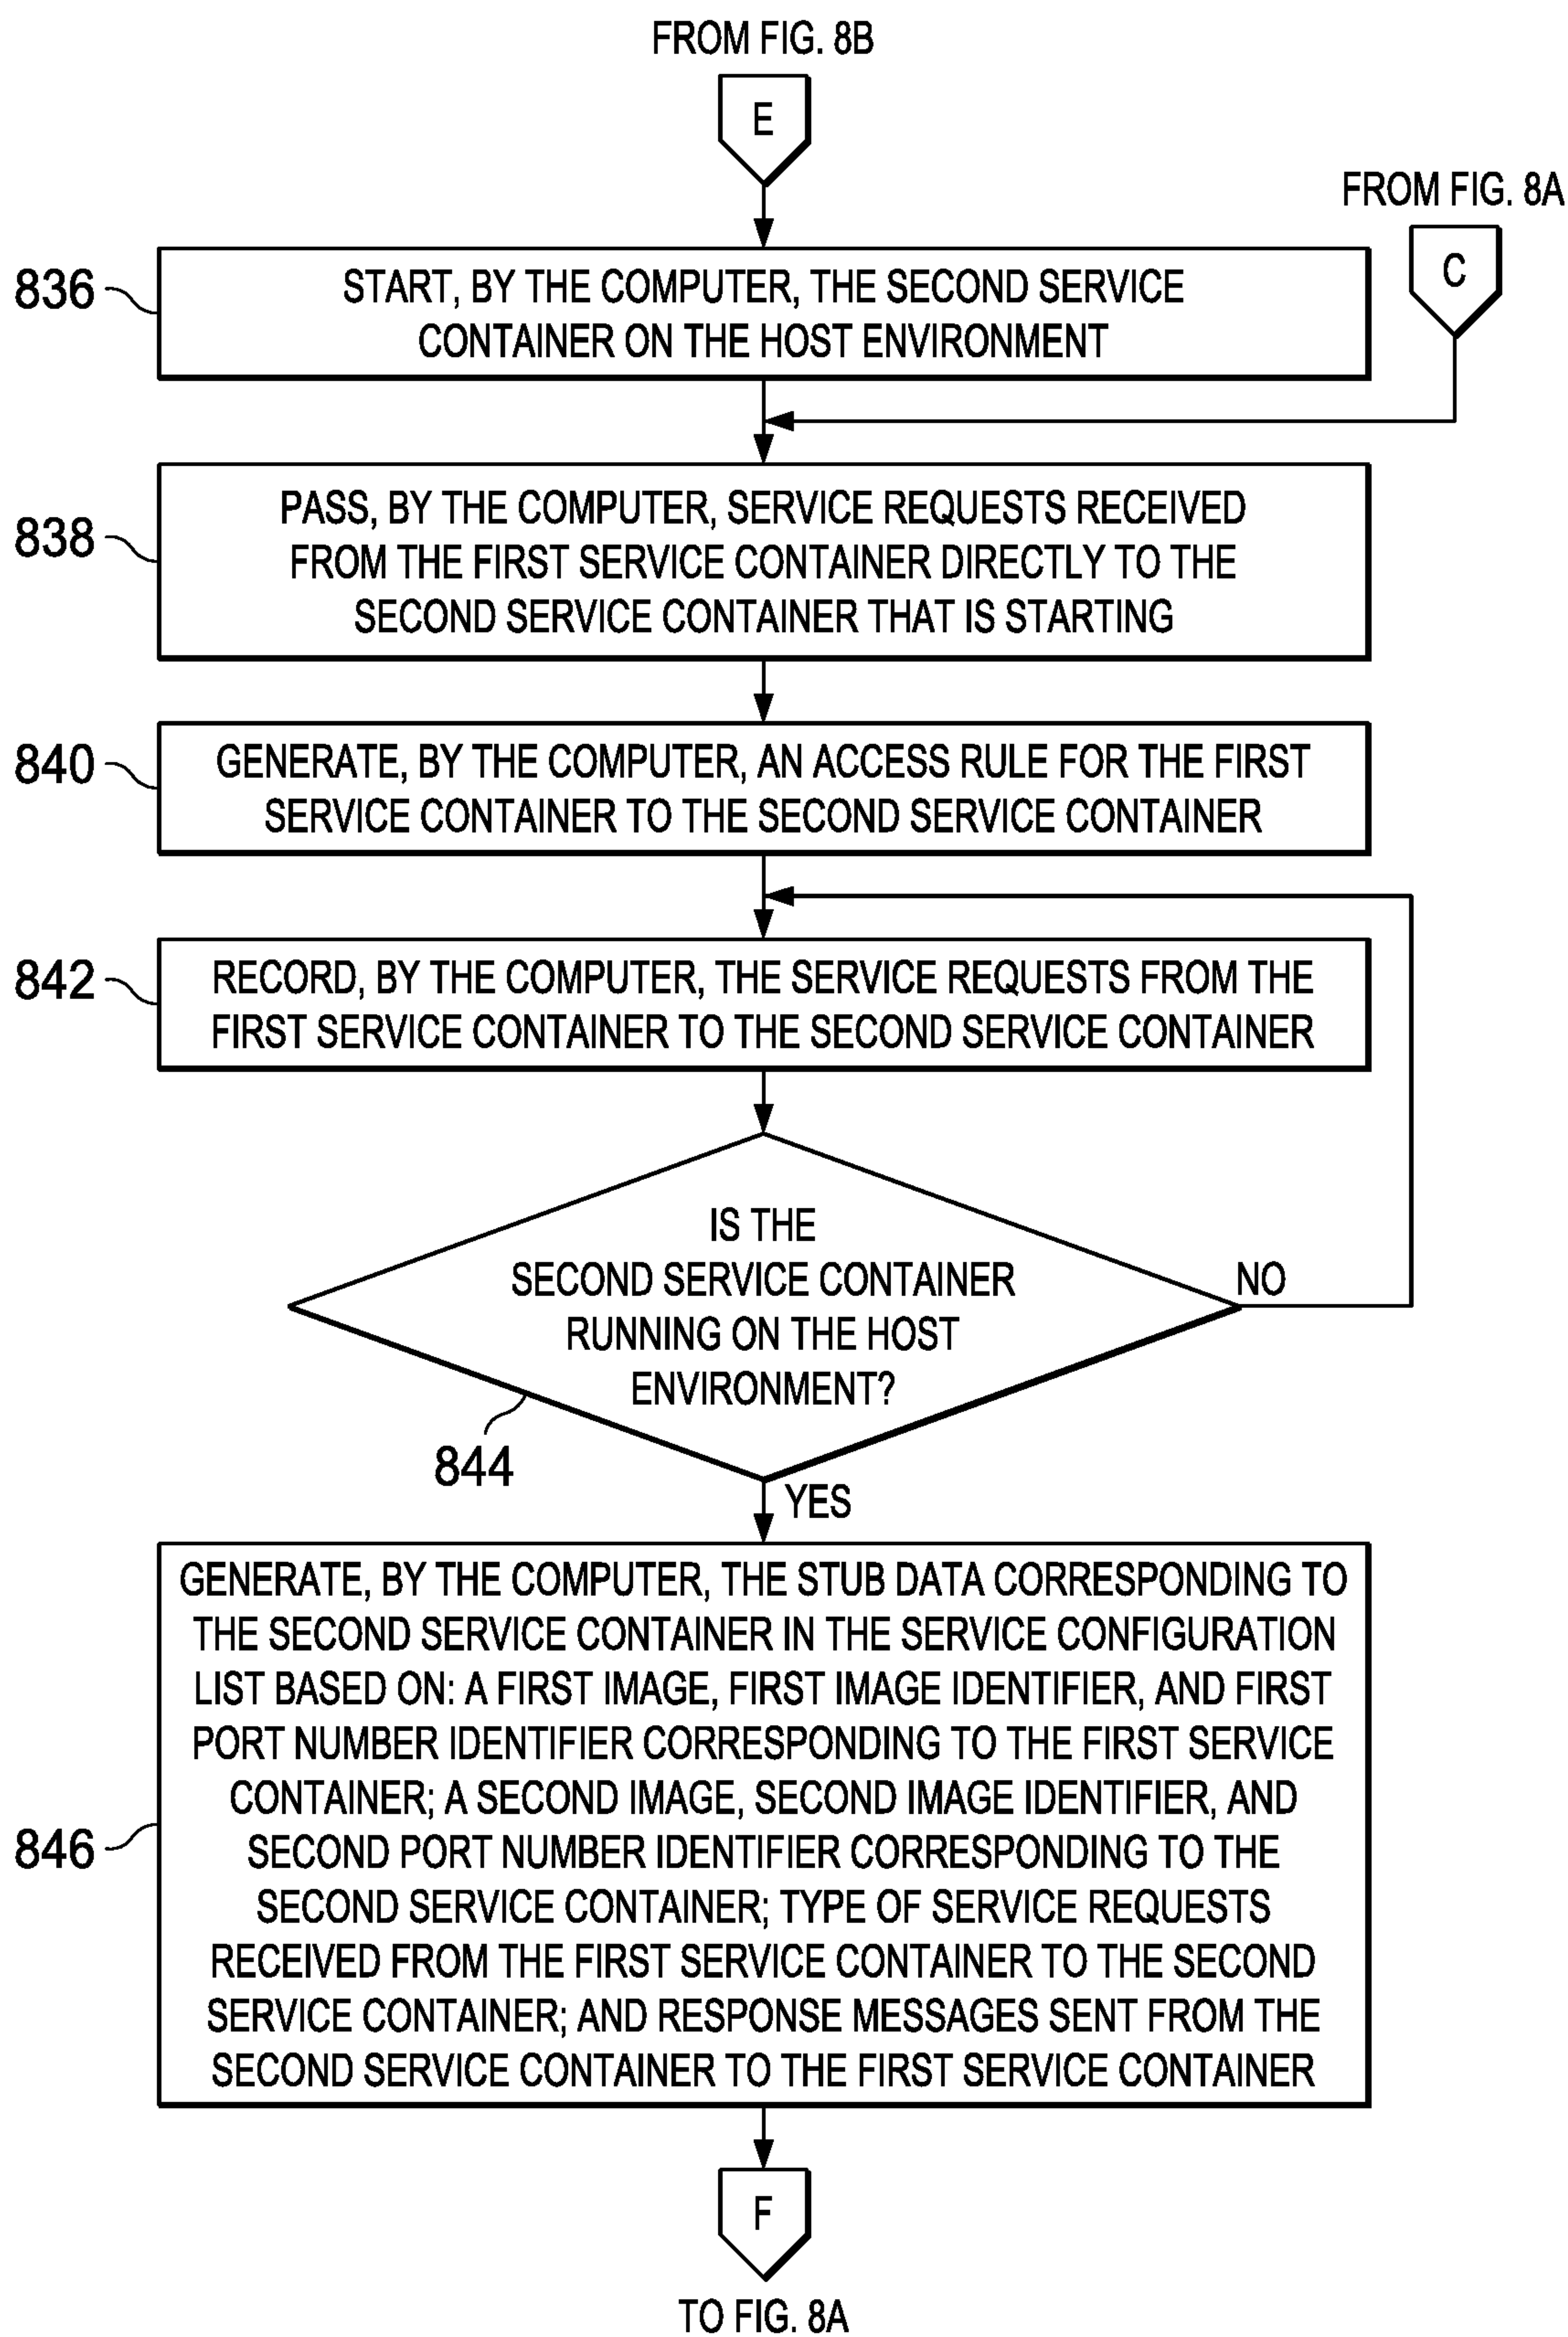 FROM FIG. 8B
E
FROM FIG. 8A
C
836
START, BY THE COMPUTER, THE SECOND SERVICE
CONTAINER ON THE HOST ENVIRONMENT
838
PASS, BY THE COMPUTER, SERVICE REQUESTS RECEIVED
FROM THE FIRST SERVICE CONTAINER DIRECTLY TO THE
SECOND SERVICE CONTAINER THAT IS STARTING
840
GENERATE, BY THE COMPUTER, AN ACCESS RULE FOR THE FIRST
SERVICE CONTAINER TO THE SECOND SERVICE CONTAINER
842
RECORD, BY THE COMPUTER, THE SERVICE REQUESTS FROM THE
FIRST SERVICE CONTAINER TO THE SECOND SERVICE CONTAINER
IS THE
SECOND SERVICE CONTAINER
RUNNING ON THE HOST
ENVIRONMENT?
NO
844
YES
846
GENERATE, BY THE COMPUTER, THE STUB DATA CORRESPONDING TO
THE SECOND SERVICE CONTAINER IN THE SERVICE CONFIGURATION
LIST BASED ON: A FIRST IMAGE, FIRST IMAGE IDENTIFIER, AND FIRST
PORT NUMBER IDENTIFIER CORRESPONDING TO THE FIRST SERVICE
CONTAINER; A SECOND IMAGE, SECOND IMAGE IDENTIFIER, AND
SECOND PORT NUMBER IDENTIFIER CORRESPONDING TO THE
SECOND SERVICE CONTAINER; TYPE OF SERVICE REQUESTS
RECEIVED FROM THE FIRST SERVICE CONTAINER TO THE SECOND
SERVICE CONTAINER; AND RESPONSE MESSAGES SENT FROM THE
SECOND SERVICE CONTAINER TO THE FIRST SERVICE CONTAINER
F
TO FIG. 8A